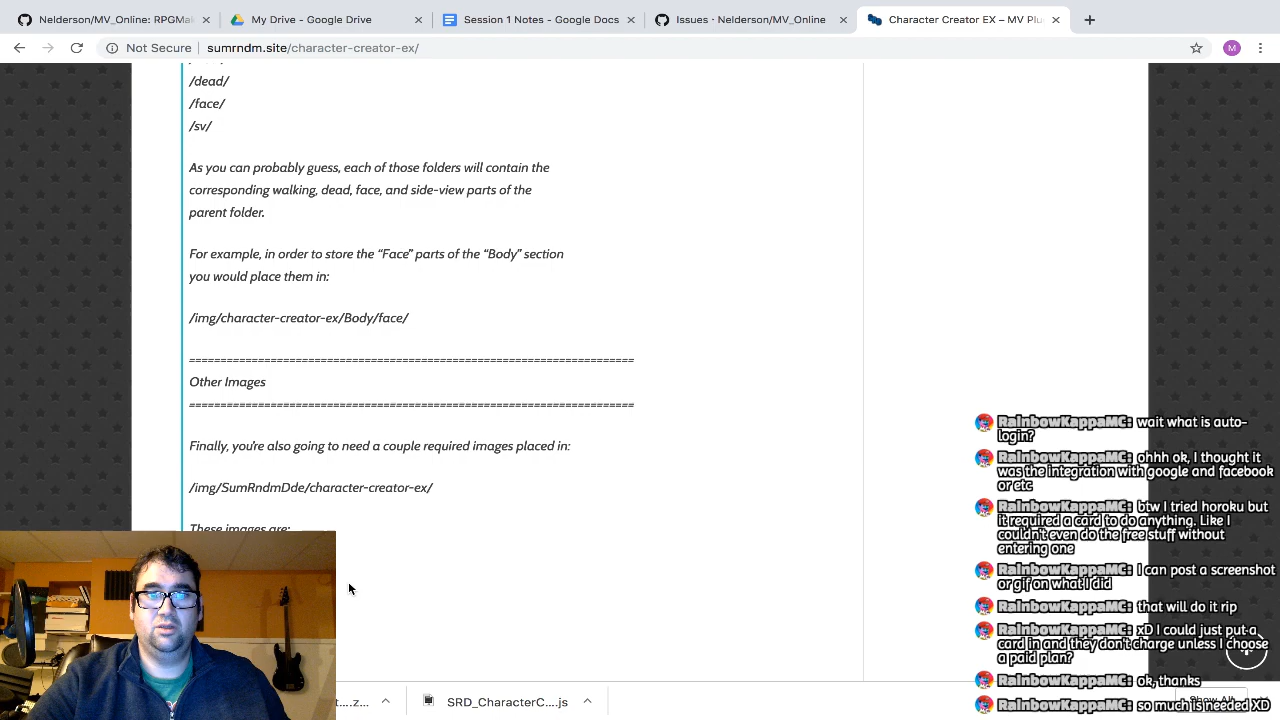 Nelderson/MV_Online: RPGMak
My Drive - Google Drive
Session 1 Notes - Google Docs
Issues · Nelderson/MV_Online
Character Creator EX – MV Plu
Not Secure
sumrndm.site/character-creator-ex/
M
/dead/
/face/
/sv/
As you can probably guess, each of those folders will contain the
corresponding walking, dead, face, and side-view parts of the
parent folder.
For example, in order to store the “Face” parts of the “Body” section
you would place them in:
/img/character-creator-ex/Body/face/
=======================================================================
Other Images
=======================================================================
Finally, you’re also going to need a couple required images placed in:
/img/SumRndmDde/character-creator-ex/
These images are:
RainbowKappaMC: wait what is auto-
login?
RainbowKappaMC: ohhh ok, I thought it
was the integration with google and facebook
or etc
RainbowKappaMC: btw I tried horoku but
it required a card to do anything. Like I
couldn't even do the free stuff without
entering one
RainbowKappaMC: I can post a screenshot
or gif on what I did
RainbowKappaMC: that will do it rip
RainbowKappaMC: xD I could just put a
card in and they don't charge unless I choose
a paid plan?
RainbowKappaMC: ok, thanks
RainbowKappaMC: so much is needed XD
t....z...
SRD_CharacterC....js